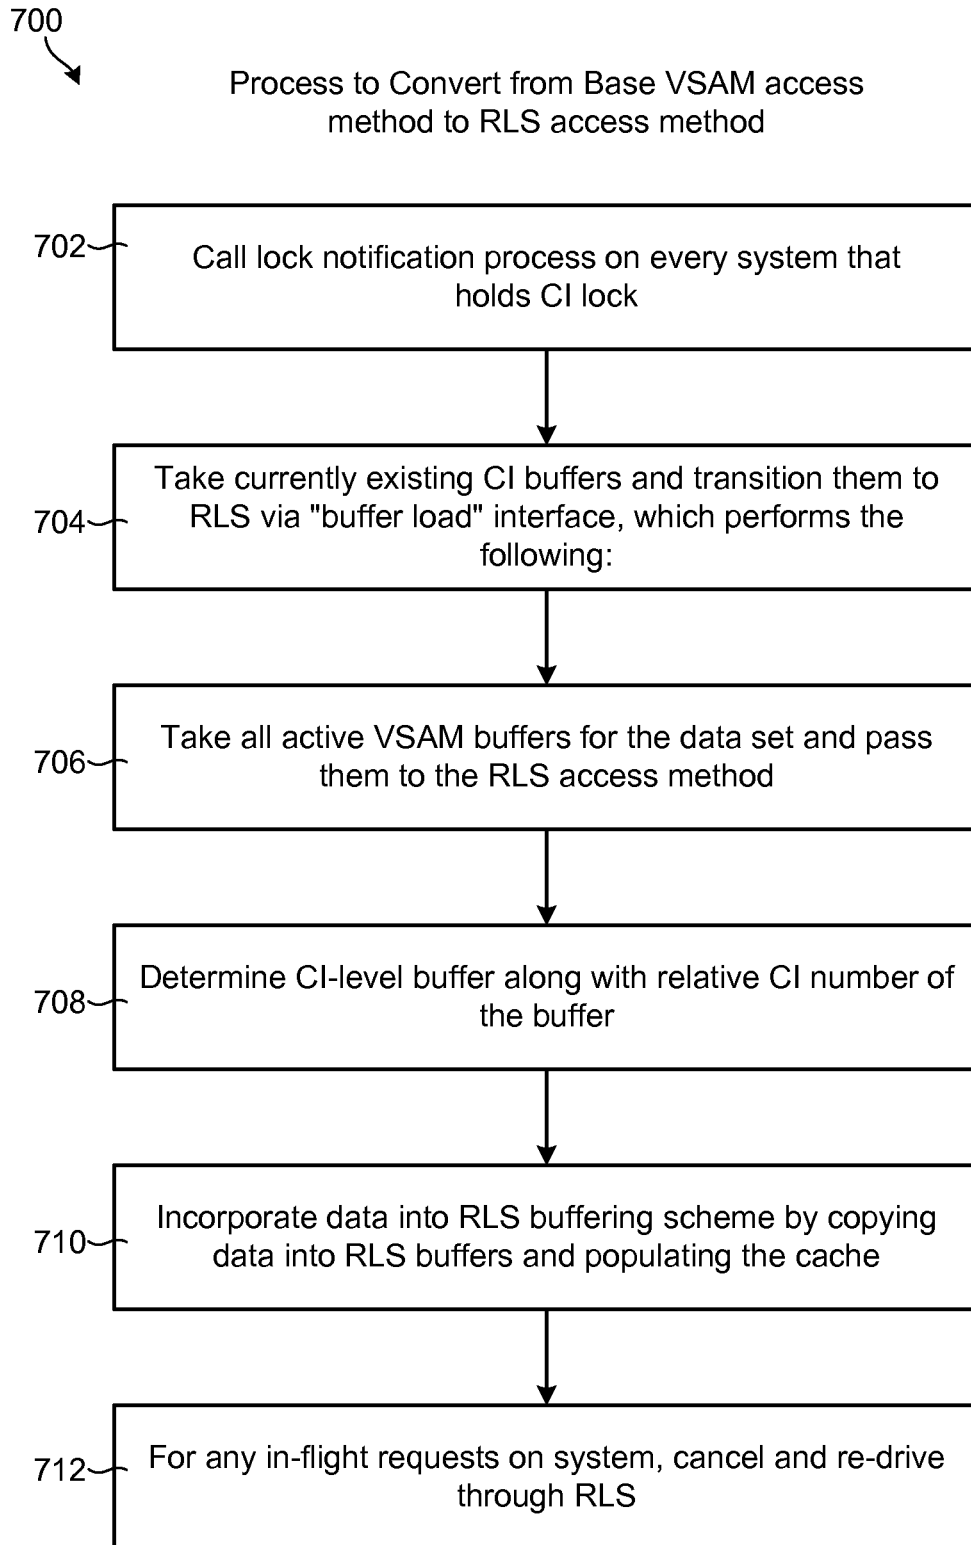 700
Process to Convert from Base VSAM access
method to RLS access method
702
Call lock notification process on every system that
holds CI lock
704
Take currently existing CI buffers and transition them to
RLS via "buffer load" interface, which performs the
following:
706
Take all active VSAM buffers for the data set and pass
them to the RLS access method
708
Determine CI-level buffer along with relative CI number of
the buffer
710
Incorporate data into RLS buffering scheme by copying
data into RLS buffers and populating the cache
712
For any in-flight requests on system, cancel and re-drive
through RLS